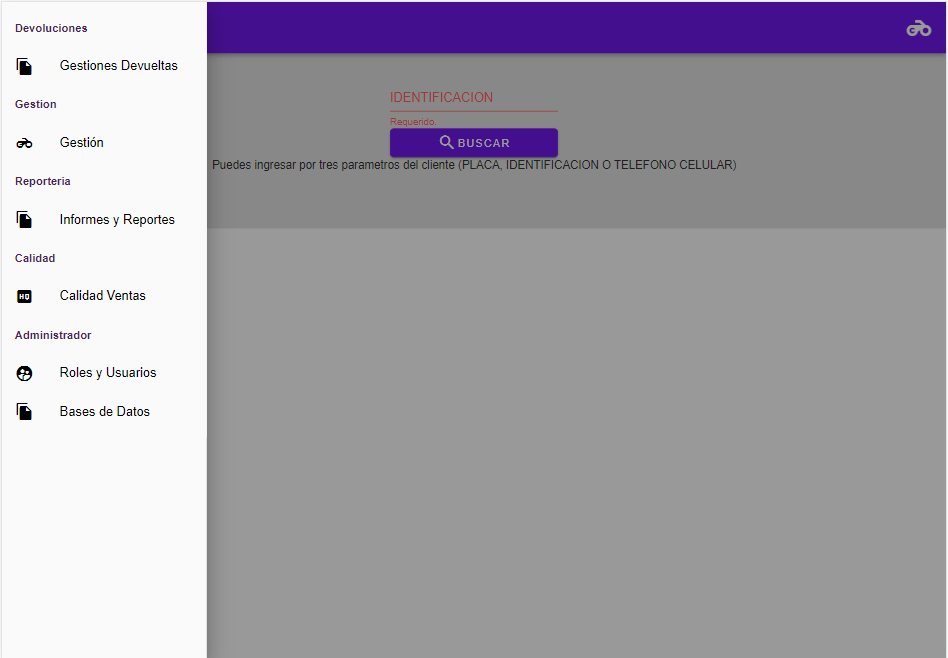 Devoluciones
Gestiones Devueltas
Gestion
Gestión
Reporteria
Informes y Reportes
Calidad
HQ
Calidad Ventas
Administrador
Roles y Usuarios
Bases de Datos
IDENTIFICACION
Requerido.
BUSCAR
Puedes ingresar por tres parametros del cliente (PLACA, IDENTIFICACION O TELEFONO CELULAR)